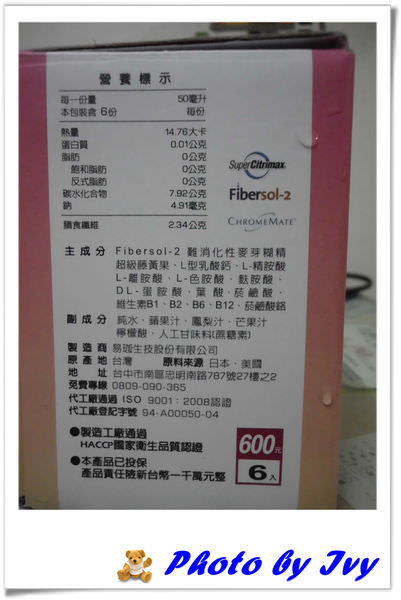 營養標示
每一份量 50毫升
本包裝含 6份 每份
熱量 14.76大卡
蛋白質 0.01公克
脂肪 0公克
飽和脂肪 0公克
反式脂肪 0公克
碳水化合物 7.92公克
鈉 4.91毫克
膳食纖維 2.34公克
SuperCitrimax
Fibersol-2
CHROMEMATE
主成分 Fibersol-2 難消化性麥芽糊精
超級藤黃果、L型乳酸鈣、L-精胺酸
L-離胺酸、L-色胺酸、麩胺酸、
DL-蛋胺酸、葉酸、菸鹼酸、
維生素B1、B2、B6、B12、菸鹼酸鉻
副成分 純水、蘋果汁、鳳梨汁、芒果汁
檸檬酸、人工甘味料(蔗糖素)
製造商 易珈生技股份有限公司
原產地 台灣 原料來源 日本、美國
地址 台中市南區忠明南路787號27樓之2
免費專線 0809-090-365
代工廠通過 ISO 9001:2008認證
代工廠登記字號 94-A00050-04
●製造工廠通過
HACCP國家衛生品質認證
●本產品已投保
產品責任險新台幣一千萬元整
600元
6入
Photo by Ivy